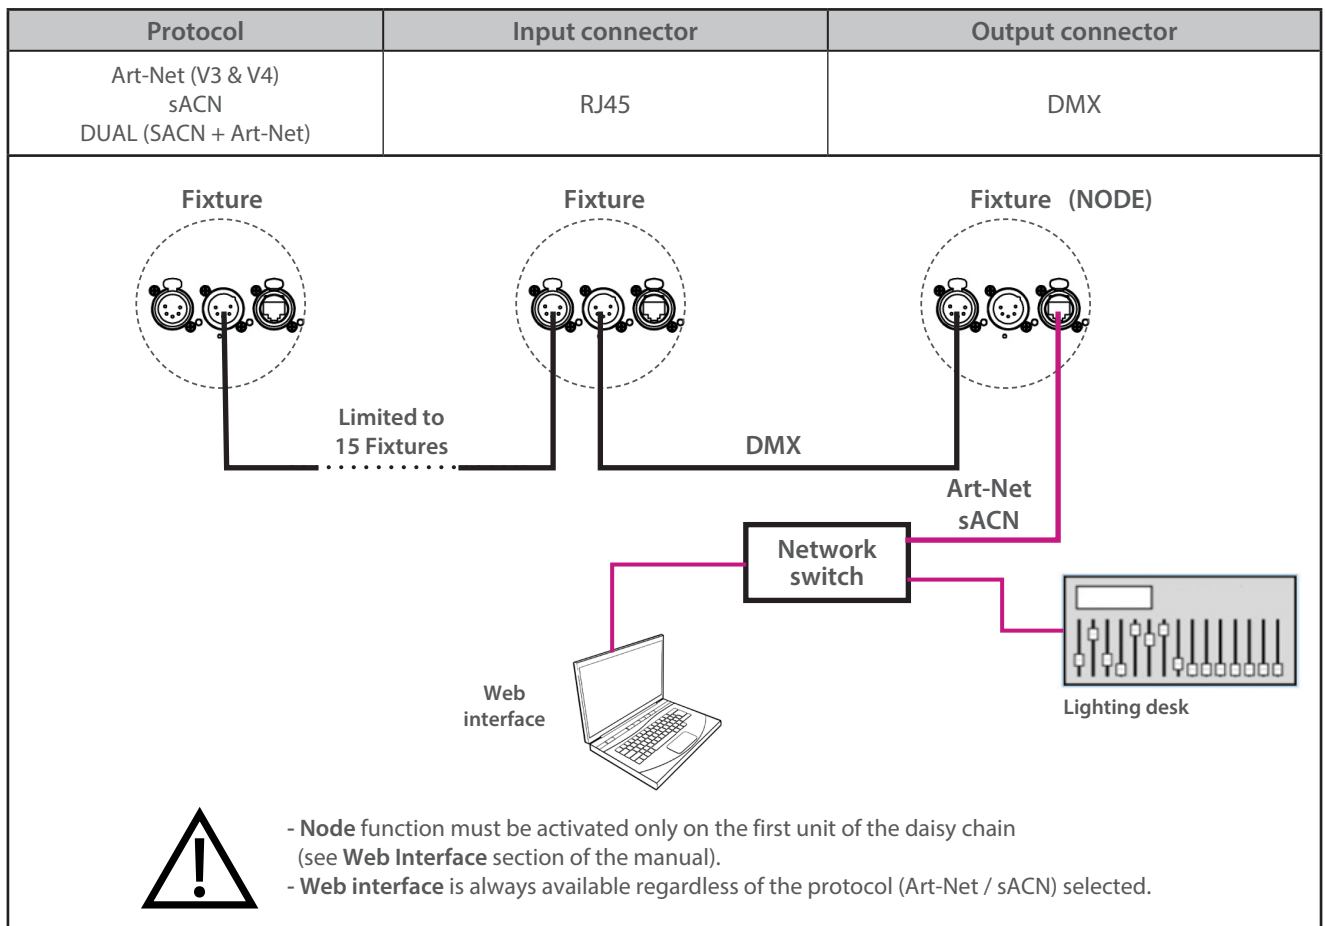 Protocol
Input connector
Output connector
Art-Net (V3 & V4)
sACN
DUAL (SACN + Art-Net)
RJ45
DMX
Fixture
Fixture
Fixture (NODE)
Limited to
15 Fixtures
DMX
Art-Net
sACN
Network
switch
Web
interface
Lighting desk
- Node function must be activated only on the first unit of the daisy chain
(see Web Interface section of the manual).
- Web interface is always available regardless of the protocol (Art-Net / sACN) selected.